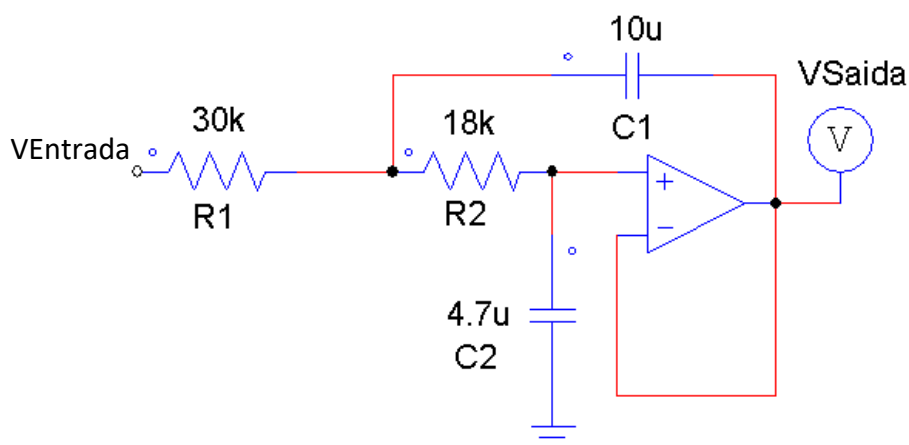 10u
VSaida
30k
18k
C1
V
VEntrada
R1
R2
+
−
4.7u
C2